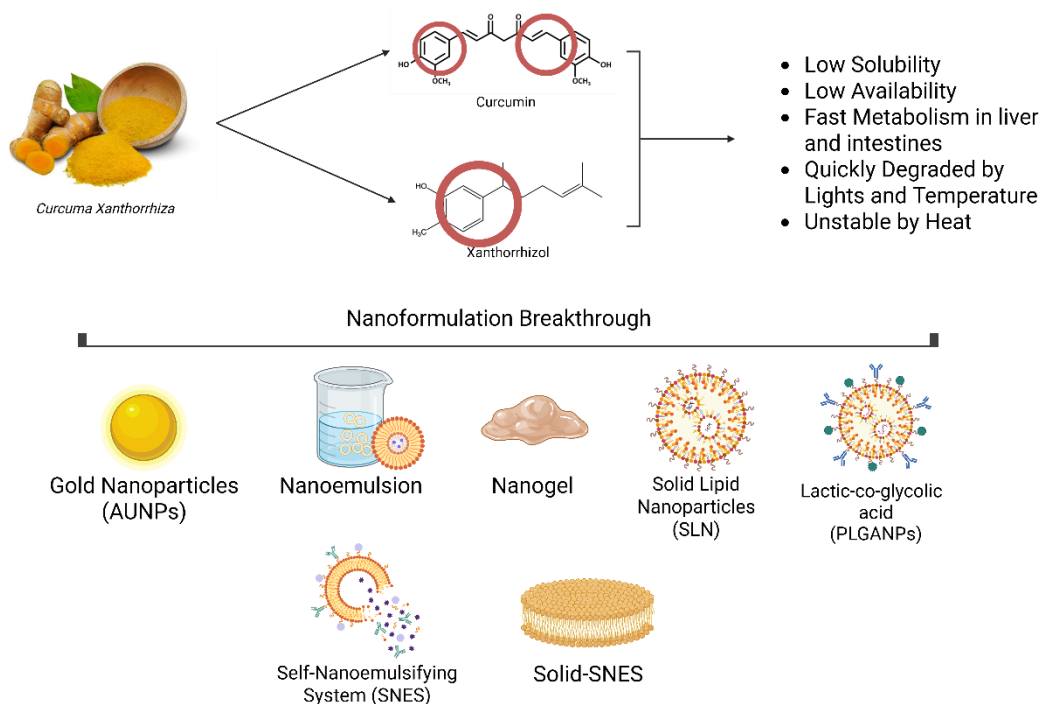 O
O
HO
OCH₃
OH
OCH₃
Curcumin
Curcuma Xanthorrhiza
HO
H₃C
Xanthorrhizol
• Low Solubility
• Low Availability
• Fast Metabolism in liver
and intestines
• Quickly Degraded by
Lights and Temperature
• Unstable by Heat
Nanoformulation Breakthrough
Gold Nanoparticles
(AUNPs)
Nanoemulsion
Nanogel
Solid Lipid
Nanoparticles
(SLN)
Lactic-co-glycolic
acid
(PLGANPs)
Self-Nanoemulsifying
System (SNES)
Solid-SNES